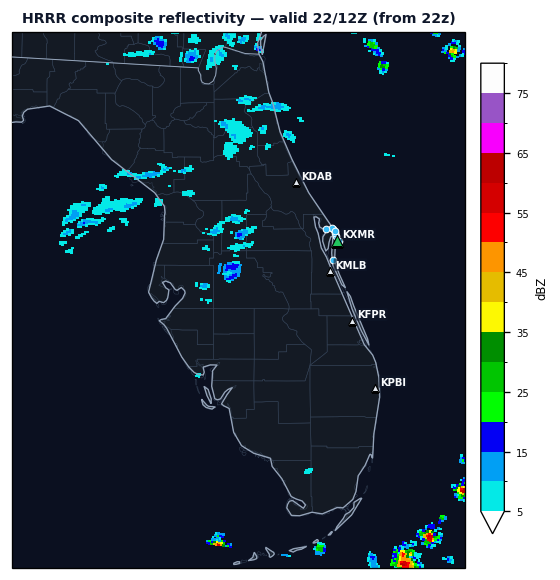 HRRR composite reflectivity — valid 22/12Z (from 22z)
KDAB
KXMR
KMLB
KFPR
KPBI
75
65
55
45
35
25
15
5
dBZ